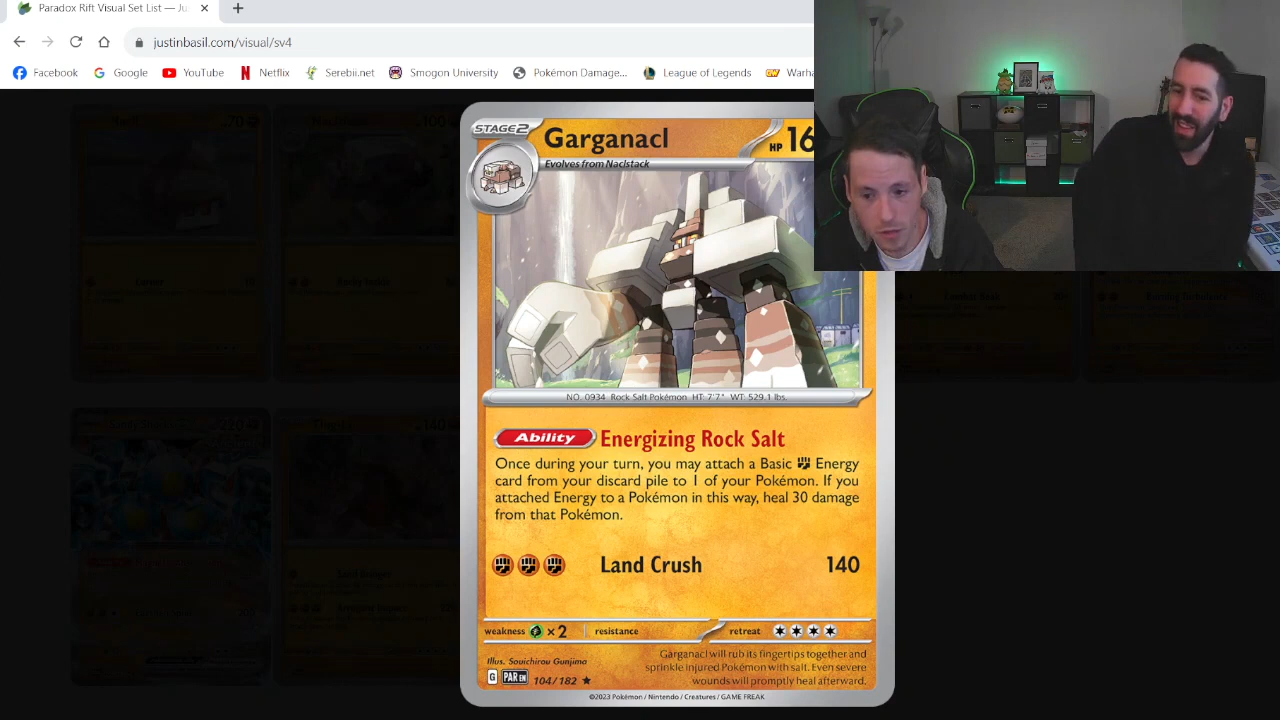 Paradox Rift Visual Set List — Ju
justinbasil.com/visual/sv4
Facebook Google YouTube Netflix Serebii.net Smogon University Pokémon Damage... League of Legends Warha
STAGE2 Garganacl HP 16
Evolves from Naclstack
NO. 0934 Rock Salt Pokémon HT: 7'7" WT: 529.1 lbs.
Ability Energizing Rock Salt
Once during your turn, you may attach a Basic Energy
card from your discard pile to 1 of your Pokémon. If you
attached Energy to a Pokémon in this way, heal 30 damage
from that Pokémon.
Land Crush 140
weakness ×2 resistance retreat
Illus. Souichirou Gunjima
Garganacl will rub its fingertips together and
sprinkle injured Pokémon with salt. Even severe
wounds will promptly heal afterward.
G PAR EN 104/182 ★
©2023 Pokémon / Nintendo / Creatures / GAME FREAK